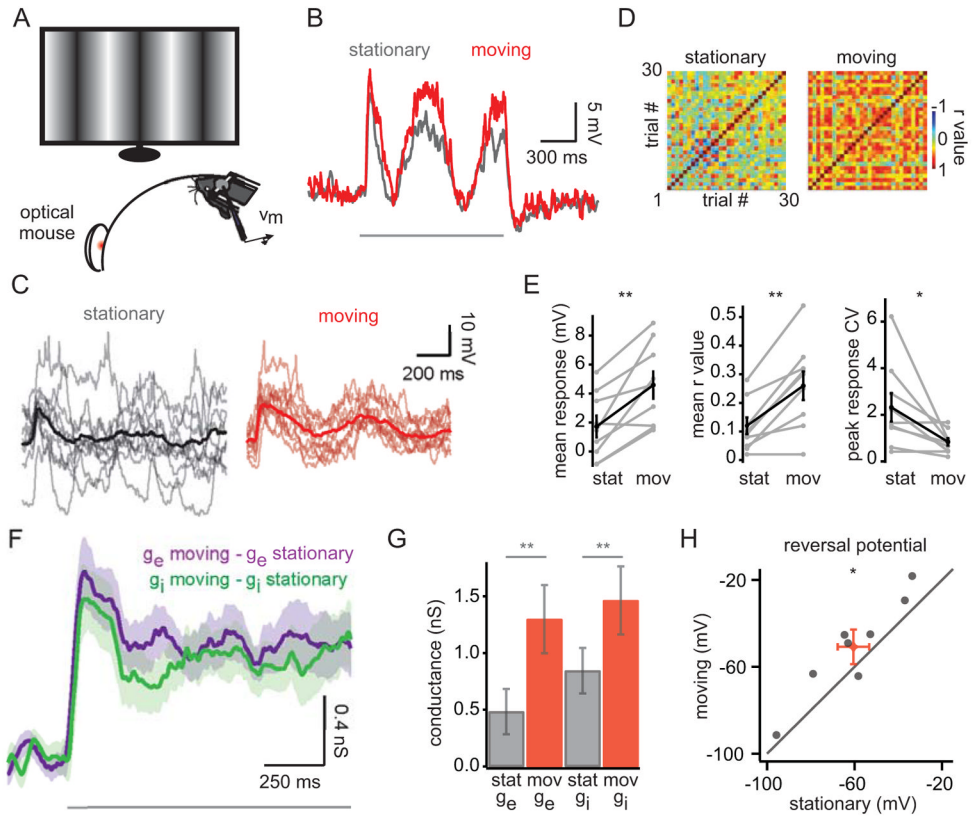 A
optical
mouse
Vm
B
stationary
moving
5 mV
300 ms
C
stationary
moving
10 mV
200 ms
D
stationary
moving
30
trial #
1
trial #
30
-1
0
1
r value
E
**
mean response (mV)
8
6
4
2
0
stat
mov
**
mean r value
0.5
0.4
0.3
0.2
0.1
0
stat
mov
*
peak response CV
6
4
2
0
stat
mov
F
ge moving - ge stationary
gi moving - gi stationary
0.4 nS
250 ms
G
**
**
conductance (nS)
1.5
1.0
0.5
0.0
stat mov stat mov
ge ge gi gi
H
reversal potential
*
moving (mV)
-20
-60
-100
-100
-60
-20
stationary (mV)